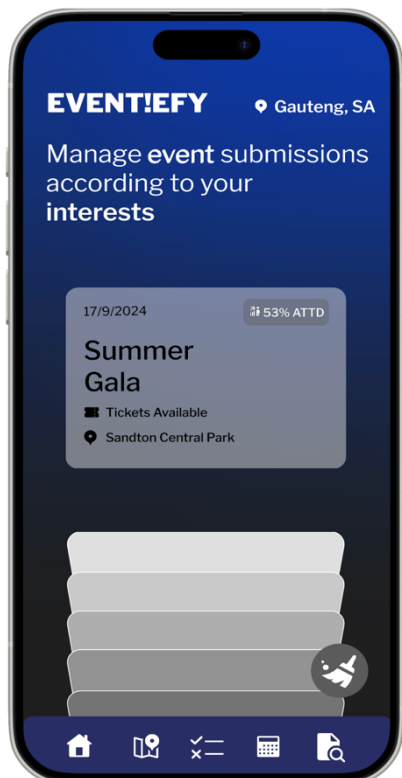 EVENT!EFY
Gauteng, SA
Manage event submissions
according to your
interests
17/9/2024
53% ATTD
Summer
Gala
Tickets Available
Sandton Central Park